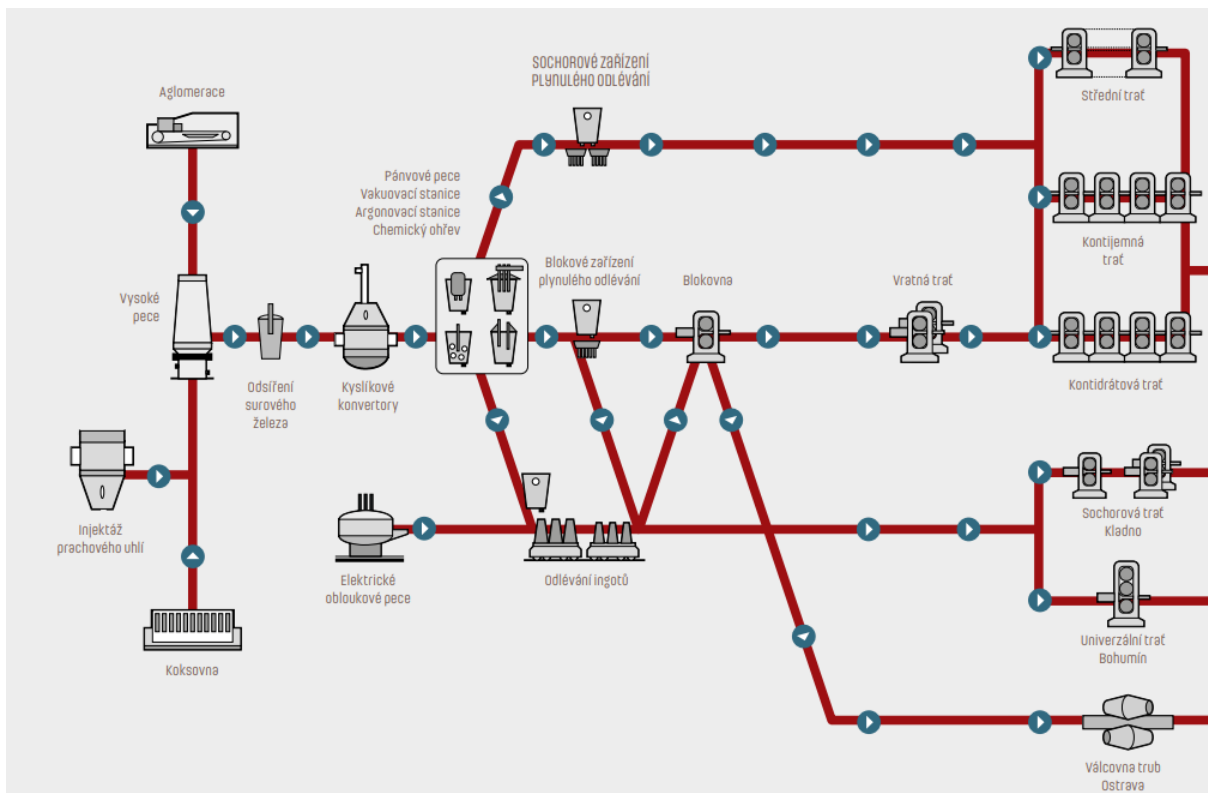 SOCHOROVÉ ZAŘÍZENÍ
PLYNULÉHO ODLÉVÁNÍ
Aglomerace
Střední trať
Pánvové pece
Vakuovací stanice
Argonovací stanice
Chemický ohřev
Kontijemná
trať
Blokové zařízení
plynulého odlévání
Blokovna
Vratná trať
Vysoké
pece
Odsíření
surového
železa
Kyslíkové
konvertory
Kontidrátová trať
Injektáž
prachového uhlí
Sochorová trať
Kladno
Elektrické
obloukové pece
Odlévání ingotů
Univerzální trať
Bohumín
Koksovna
Válcovna trub
Ostrava